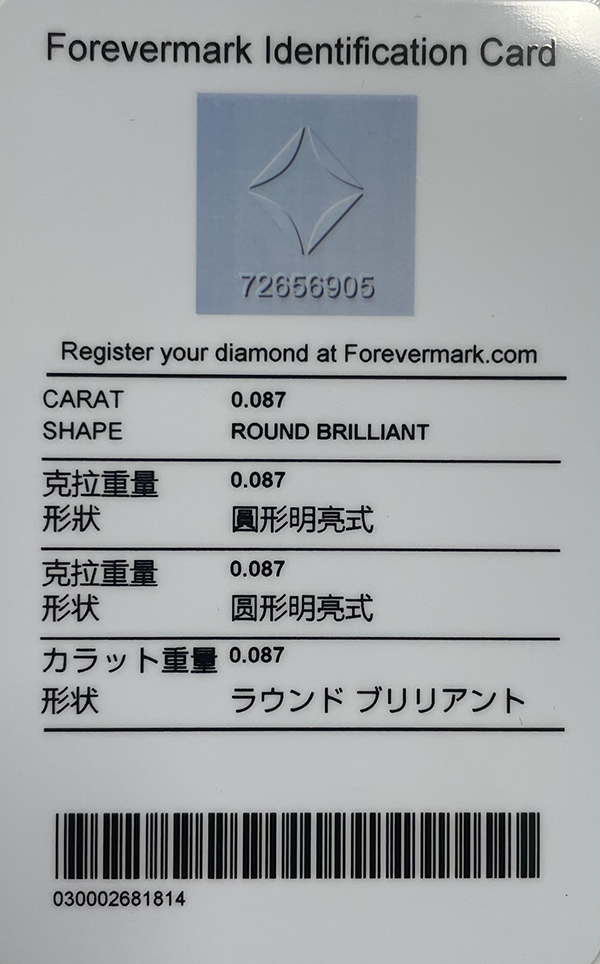 Forevermark Identification Card
72656905
Register your diamond at Forevermark.com
CARAT 0.087
SHAPE ROUND BRILLIANT
克拉重量 0.087
形狀 圓形明亮式
克拉重量 0.087
形状 圆形明亮式
カラット重量 0.087
形状 ラウンド ブリリアント
030002681814